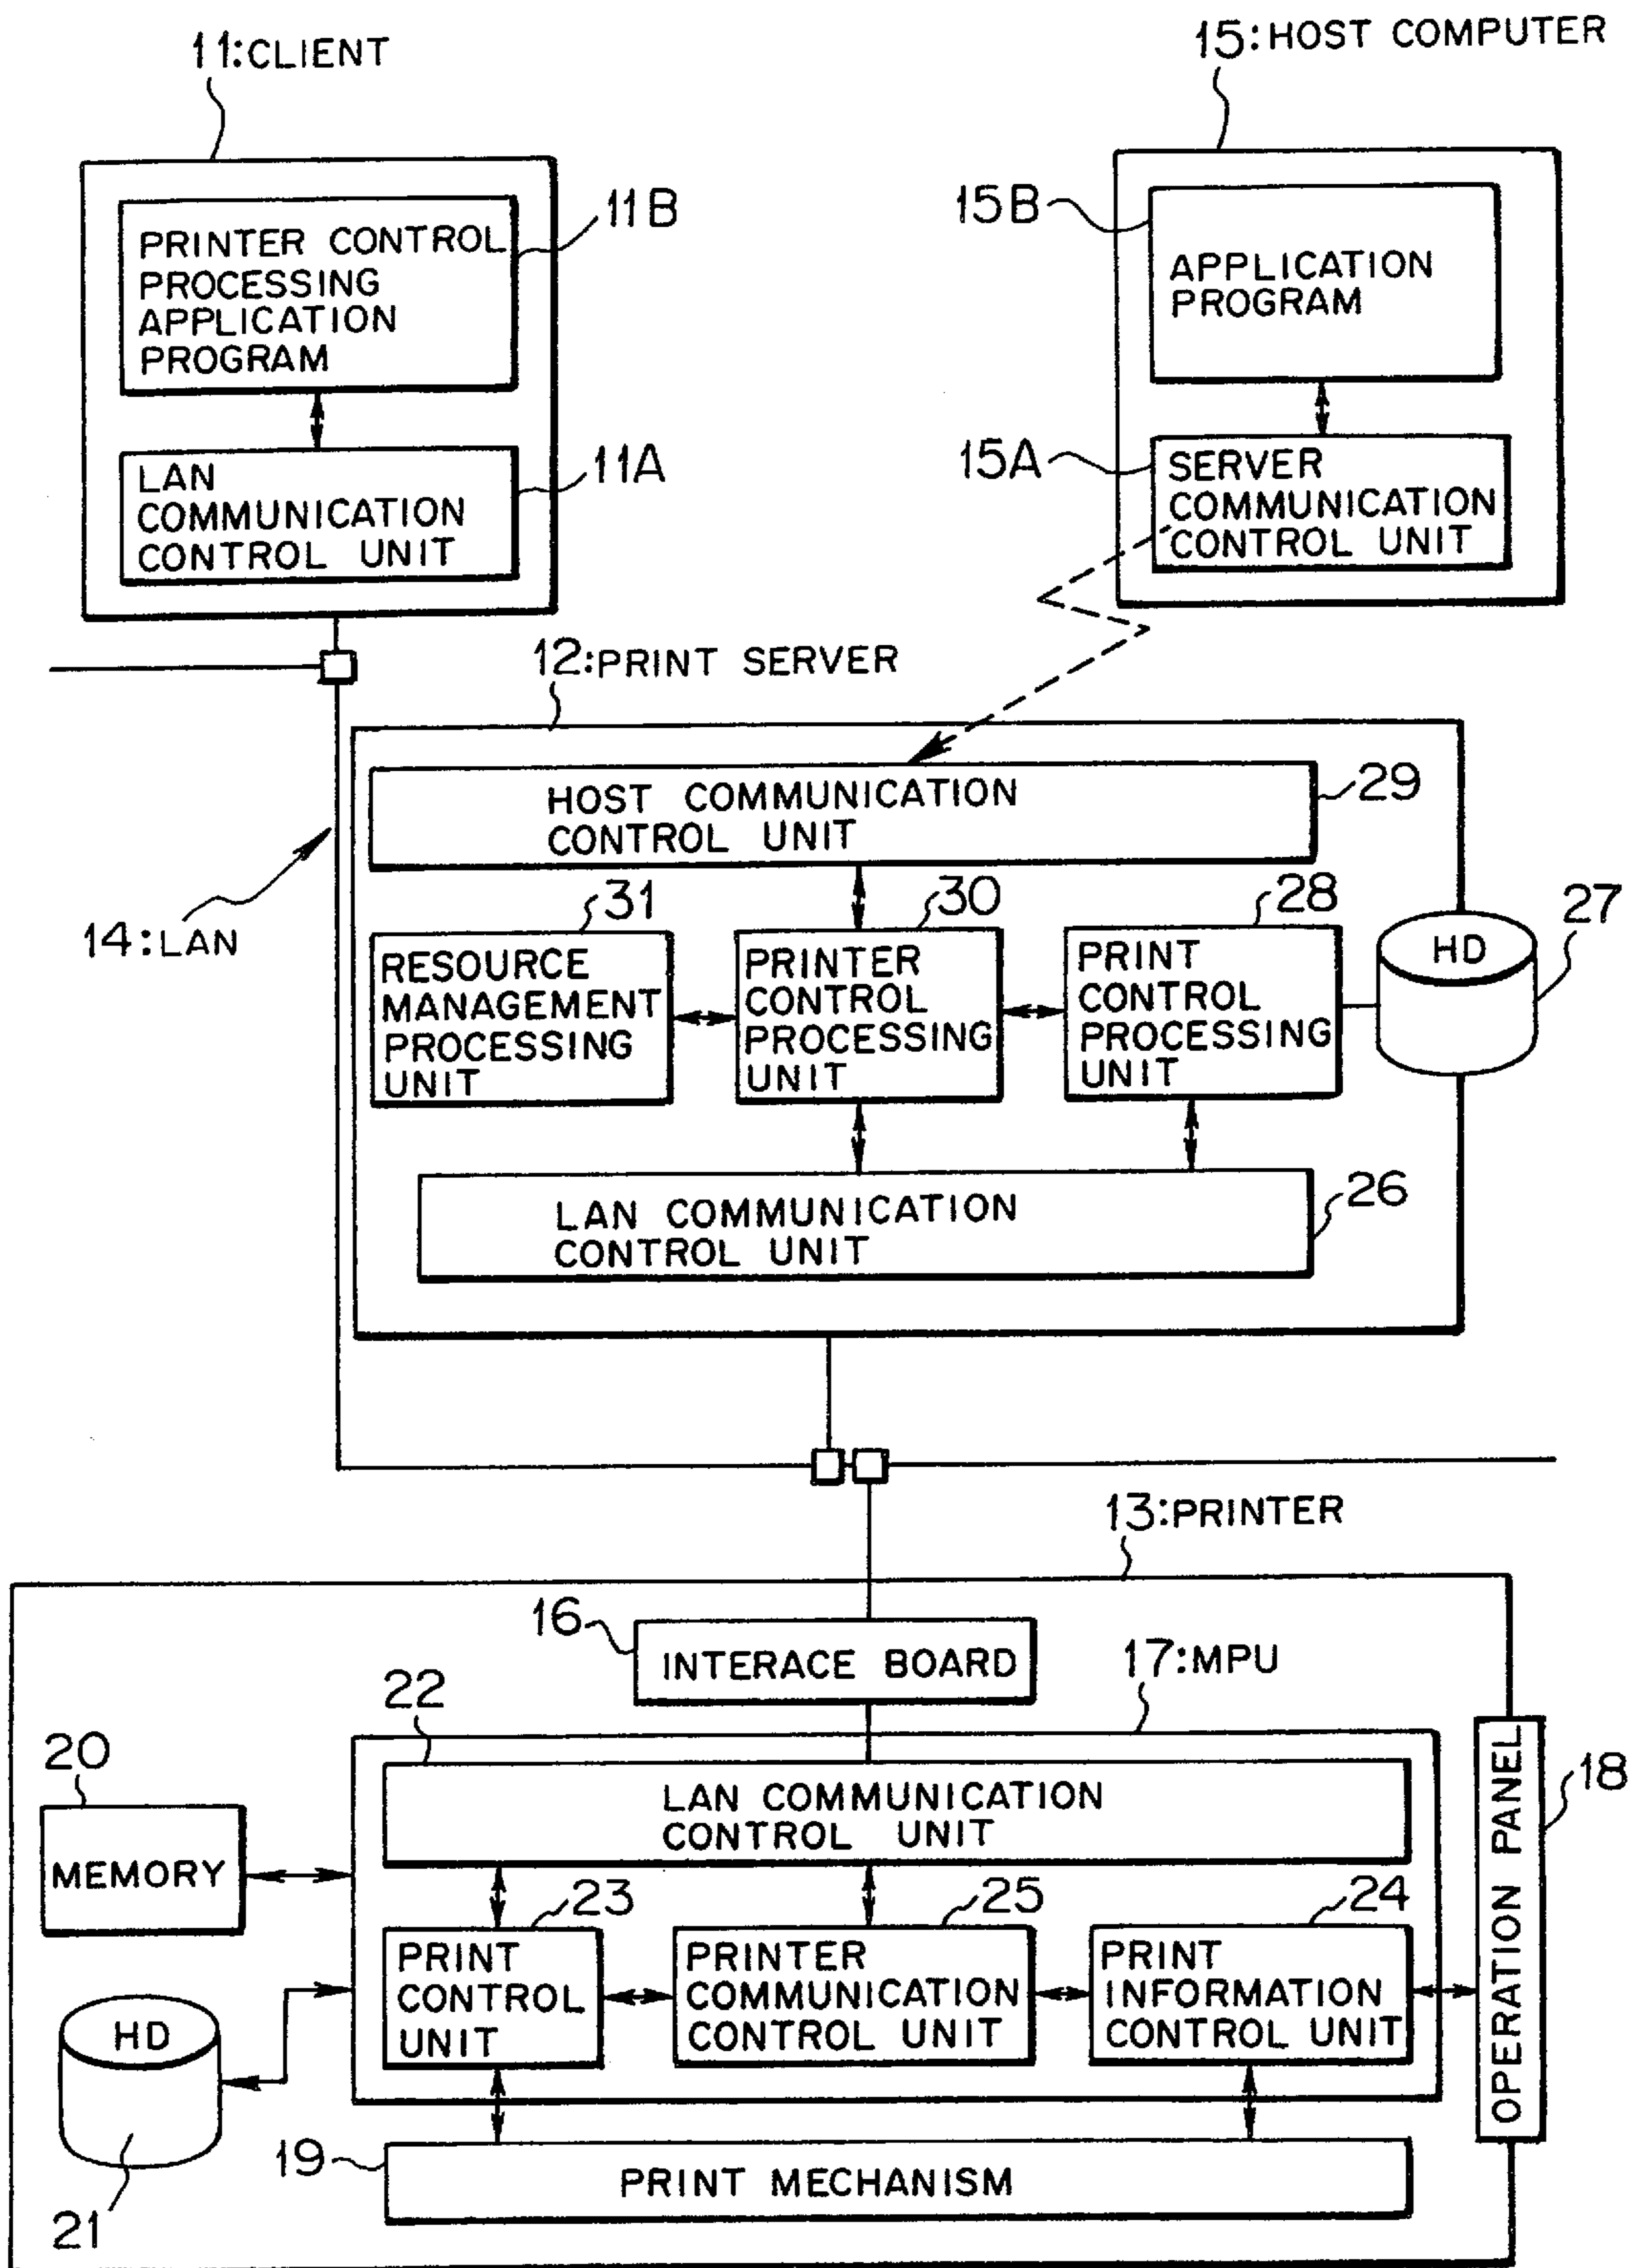 11:CLIENT
15:HOST COMPUTER
11B
PRINTER CONTROL
PROCESSING
APPLICATION
PROGRAM
15B
APPLICATION
PROGRAM
11A
LAN
COMMUNICATION
CONTROL UNIT
15A
SERVER
COMMUNICATION
CONTROL UNIT
12:PRINT SERVER
HOST COMMUNICATION
CONTROL UNIT
29
14:LAN
31
RESOURCE
MANAGEMENT
PROCESSING
UNIT
30
PRINTER
CONTROL
PROCESSING
UNIT
28
PRINT
CONTROL
PROCESSING
UNIT
HD
27
LAN COMMUNICATION
CONTROL UNIT
26
13:PRINTER
16
INTERACE BOARD
17:MPU
22
LAN COMMUNICATION
CONTROL UNIT
20
MEMORY
18
OPERATION PANEL
23
PRINT
CONTROL
UNIT
25
PRINTER
COMMUNICATION
CONTROL UNIT
24
PRINT
INFORMATION
CONTROL UNIT
HD
21
19
PRINT MECHANISM